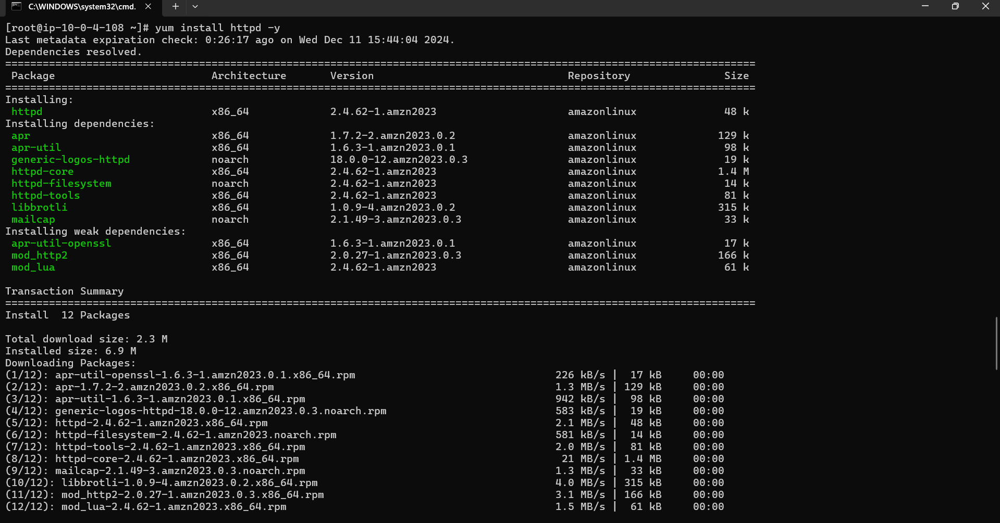 C:\WINDOWS\system32\cmd.
[root@ip-10-0-4-108 ~]# yum install httpd -y
Last metadata expiration check: 0:26:17 ago on Wed Dec 11 15:44:04 2024.
Dependencies resolved.
========================================================================================================================
Package Architecture Version Repository Size
========================================================================================================================
Installing:
httpd x86_64 2.4.62-1.amzn2023 amazonlinux 48 k
Installing dependencies:
apr x86_64 1.7.2-2.amzn2023.0.2 amazonlinux 129 k
apr-util x86_64 1.6.3-1.amzn2023.0.1 amazonlinux 98 k
generic-logos-httpd noarch 18.0.0-12.amzn2023.0.3 amazonlinux 19 k
httpd-core x86_64 2.4.62-1.amzn2023 amazonlinux 1.4 M
httpd-filesystem noarch 2.4.62-1.amzn2023 amazonlinux 14 k
httpd-tools x86_64 2.4.62-1.amzn2023 amazonlinux 81 k
libbrotli x86_64 1.0.9-4.amzn2023.0.2 amazonlinux 315 k
mailcap noarch 2.1.49-3.amzn2023.0.3 amazonlinux 33 k
Installing weak dependencies:
apr-util-openssl x86_64 1.6.3-1.amzn2023.0.1 amazonlinux 17 k
mod_http2 x86_64 2.0.27-1.amzn2023.0.3 amazonlinux 166 k
mod_lua x86_64 2.4.62-1.amzn2023 amazonlinux 61 k
Transaction Summary
========================================================================================================================
Install 12 Packages
Total download size: 2.3 M
Installed size: 6.9 M
Downloading Packages:
(1/12): apr-util-openssl-1.6.3-1.amzn2023.0.1.x86_64.rpm 226 kB/s | 17 kB 00:00
(2/12): apr-1.7.2-2.amzn2023.0.2.x86_64.rpm 1.3 MB/s | 129 kB 00:00
(3/12): apr-util-1.6.3-1.amzn2023.0.1.x86_64.rpm 942 kB/s | 98 kB 00:00
(4/12): generic-logos-httpd-18.0.0-12.amzn2023.0.3.noarch.rpm 583 kB/s | 19 kB 00:00
(5/12): httpd-2.4.62-1.amzn2023.x86_64.rpm 2.1 MB/s | 48 kB 00:00
(6/12): httpd-filesystem-2.4.62-1.amzn2023.noarch.rpm 581 kB/s | 14 kB 00:00
(7/12): httpd-tools-2.4.62-1.amzn2023.x86_64.rpm 2.0 MB/s | 81 kB 00:00
(8/12): httpd-core-2.4.62-1.amzn2023.x86_64.rpm 21 MB/s | 1.4 MB 00:00
(9/12): mailcap-2.1.49-3.amzn2023.0.3.noarch.rpm 1.3 MB/s | 33 kB 00:00
(10/12): libbrotli-1.0.9-4.amzn2023.0.2.x86_64.rpm 4.0 MB/s | 315 kB 00:00
(11/12): mod_http2-2.0.27-1.amzn2023.0.3.x86_64.rpm 3.1 MB/s | 166 kB 00:00
(12/12): mod_lua-2.4.62-1.amzn2023.x86_64.rpm 1.5 MB/s | 61 kB 00:00